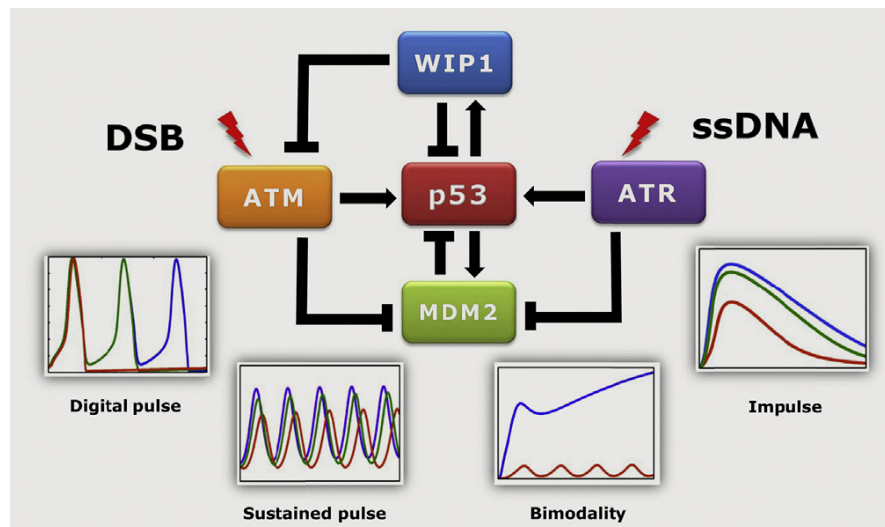 WIP1
DSB
ssDNA
ATM
p53
ATR
MDM2
Digital pulse
Impulse
Sustained pulse
Bimodality